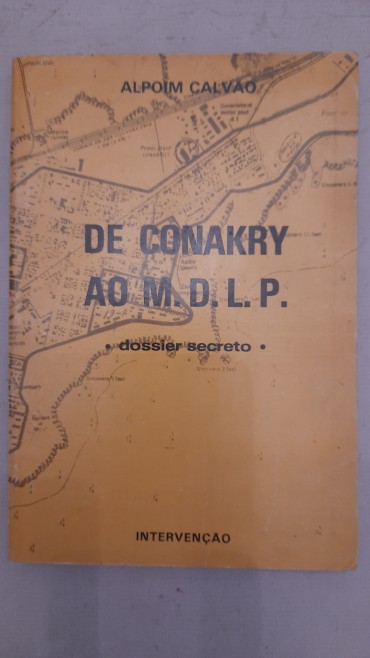 ALPOIM CALVÃO
DE CONAKRY
AO M.D.L.P.
• dossier secreto •
INTERVENÇÃO